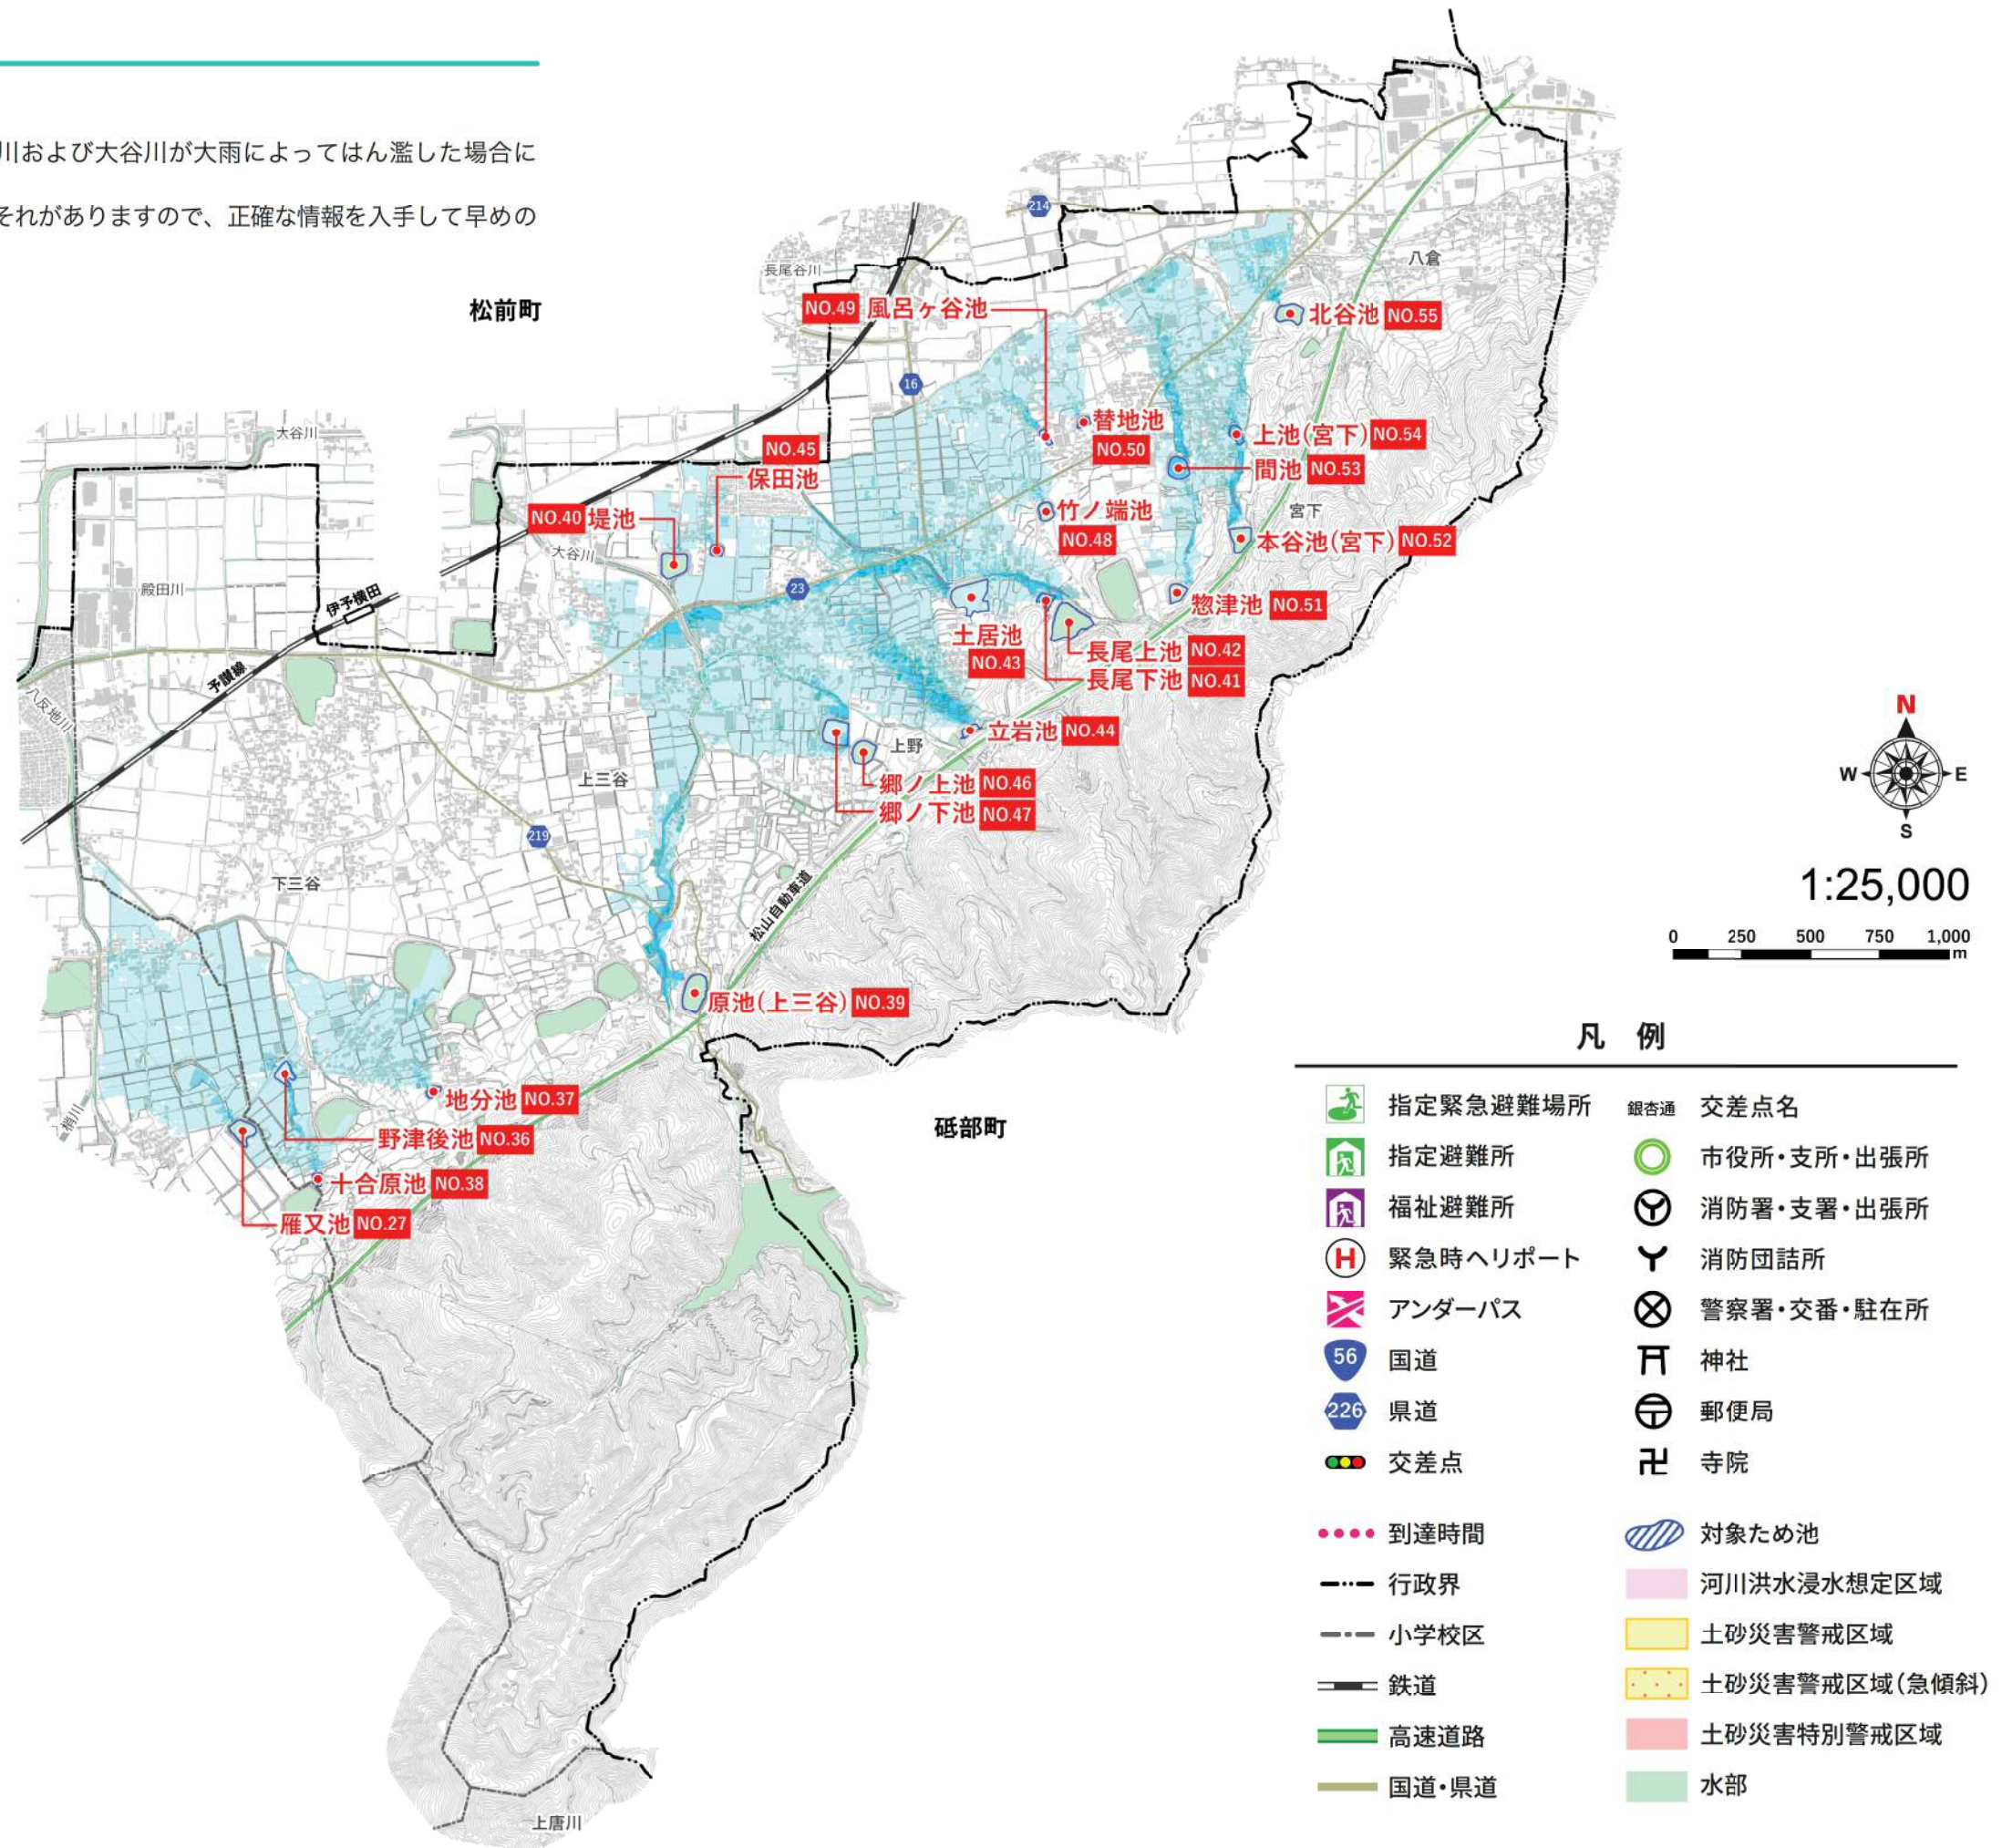 川および大谷川が大雨によってはん濫した場合に
それがありますので、正確な情報を入手して早めの
松前町
214
八倉
長尾谷川
NO.49 風呂ヶ谷池
北谷池 NO.55
16
大谷川
替地池
NO.50
上池(宮下) NO.54
NO.45
保田池
間池 NO.53
NO.40 堤池
竹ノ端池
NO.48
宮下
本谷池(宮下) NO.52
大谷川
23
殿田川
伊予横田
惣津池 NO.51
土居池
NO.43
長尾上池 NO.42
長尾下池 NO.41
予讃線
八反地川
立岩池 NO.44
上野
上三谷
郷ノ上池 NO.46
郷ノ下池 NO.47
219
下三谷
松山自動車道
原池(上三谷) NO.39
地分池 NO.37
梢川
野津後池 NO.36
十合原池 NO.38
雁又池 NO.27
砥部町
上唐川
N
W E
S
1:25,000
0 250 500 750 1,000
m
凡 例
指定緊急避難場所
指定避難所
福祉避難所
H 緊急時ヘリポート
アンダーパス
56 国道
226 県道
交差点
銀杏通 交差点名
市役所・支所・出張所
消防署・支署・出張所
消防団詰所
警察署・交番・駐在所
神社
郵便局
寺院
到達時間
行政界
小学校区
鉄道
高速道路
国道・県道
対象ため池
河川洪水浸水想定区域
土砂災害警戒区域
土砂災害警戒区域(急傾斜)
土砂災害特別警戒区域
水部